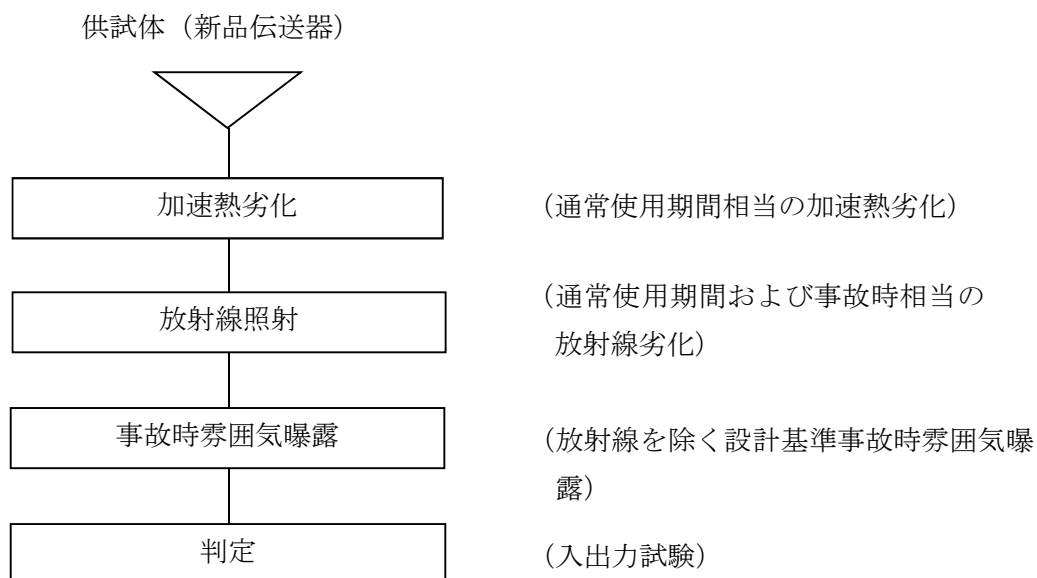 供試体（新品伝送器）
加速熱劣化
（通常使用期間相当の加速熱劣化）
放射線照射
（通常使用期間および事故時相当の
放射線劣化）
事故時雰囲気曝露
（放射線を除く設計基準事故時雰囲気曝
露）
判定
（入出力試験）